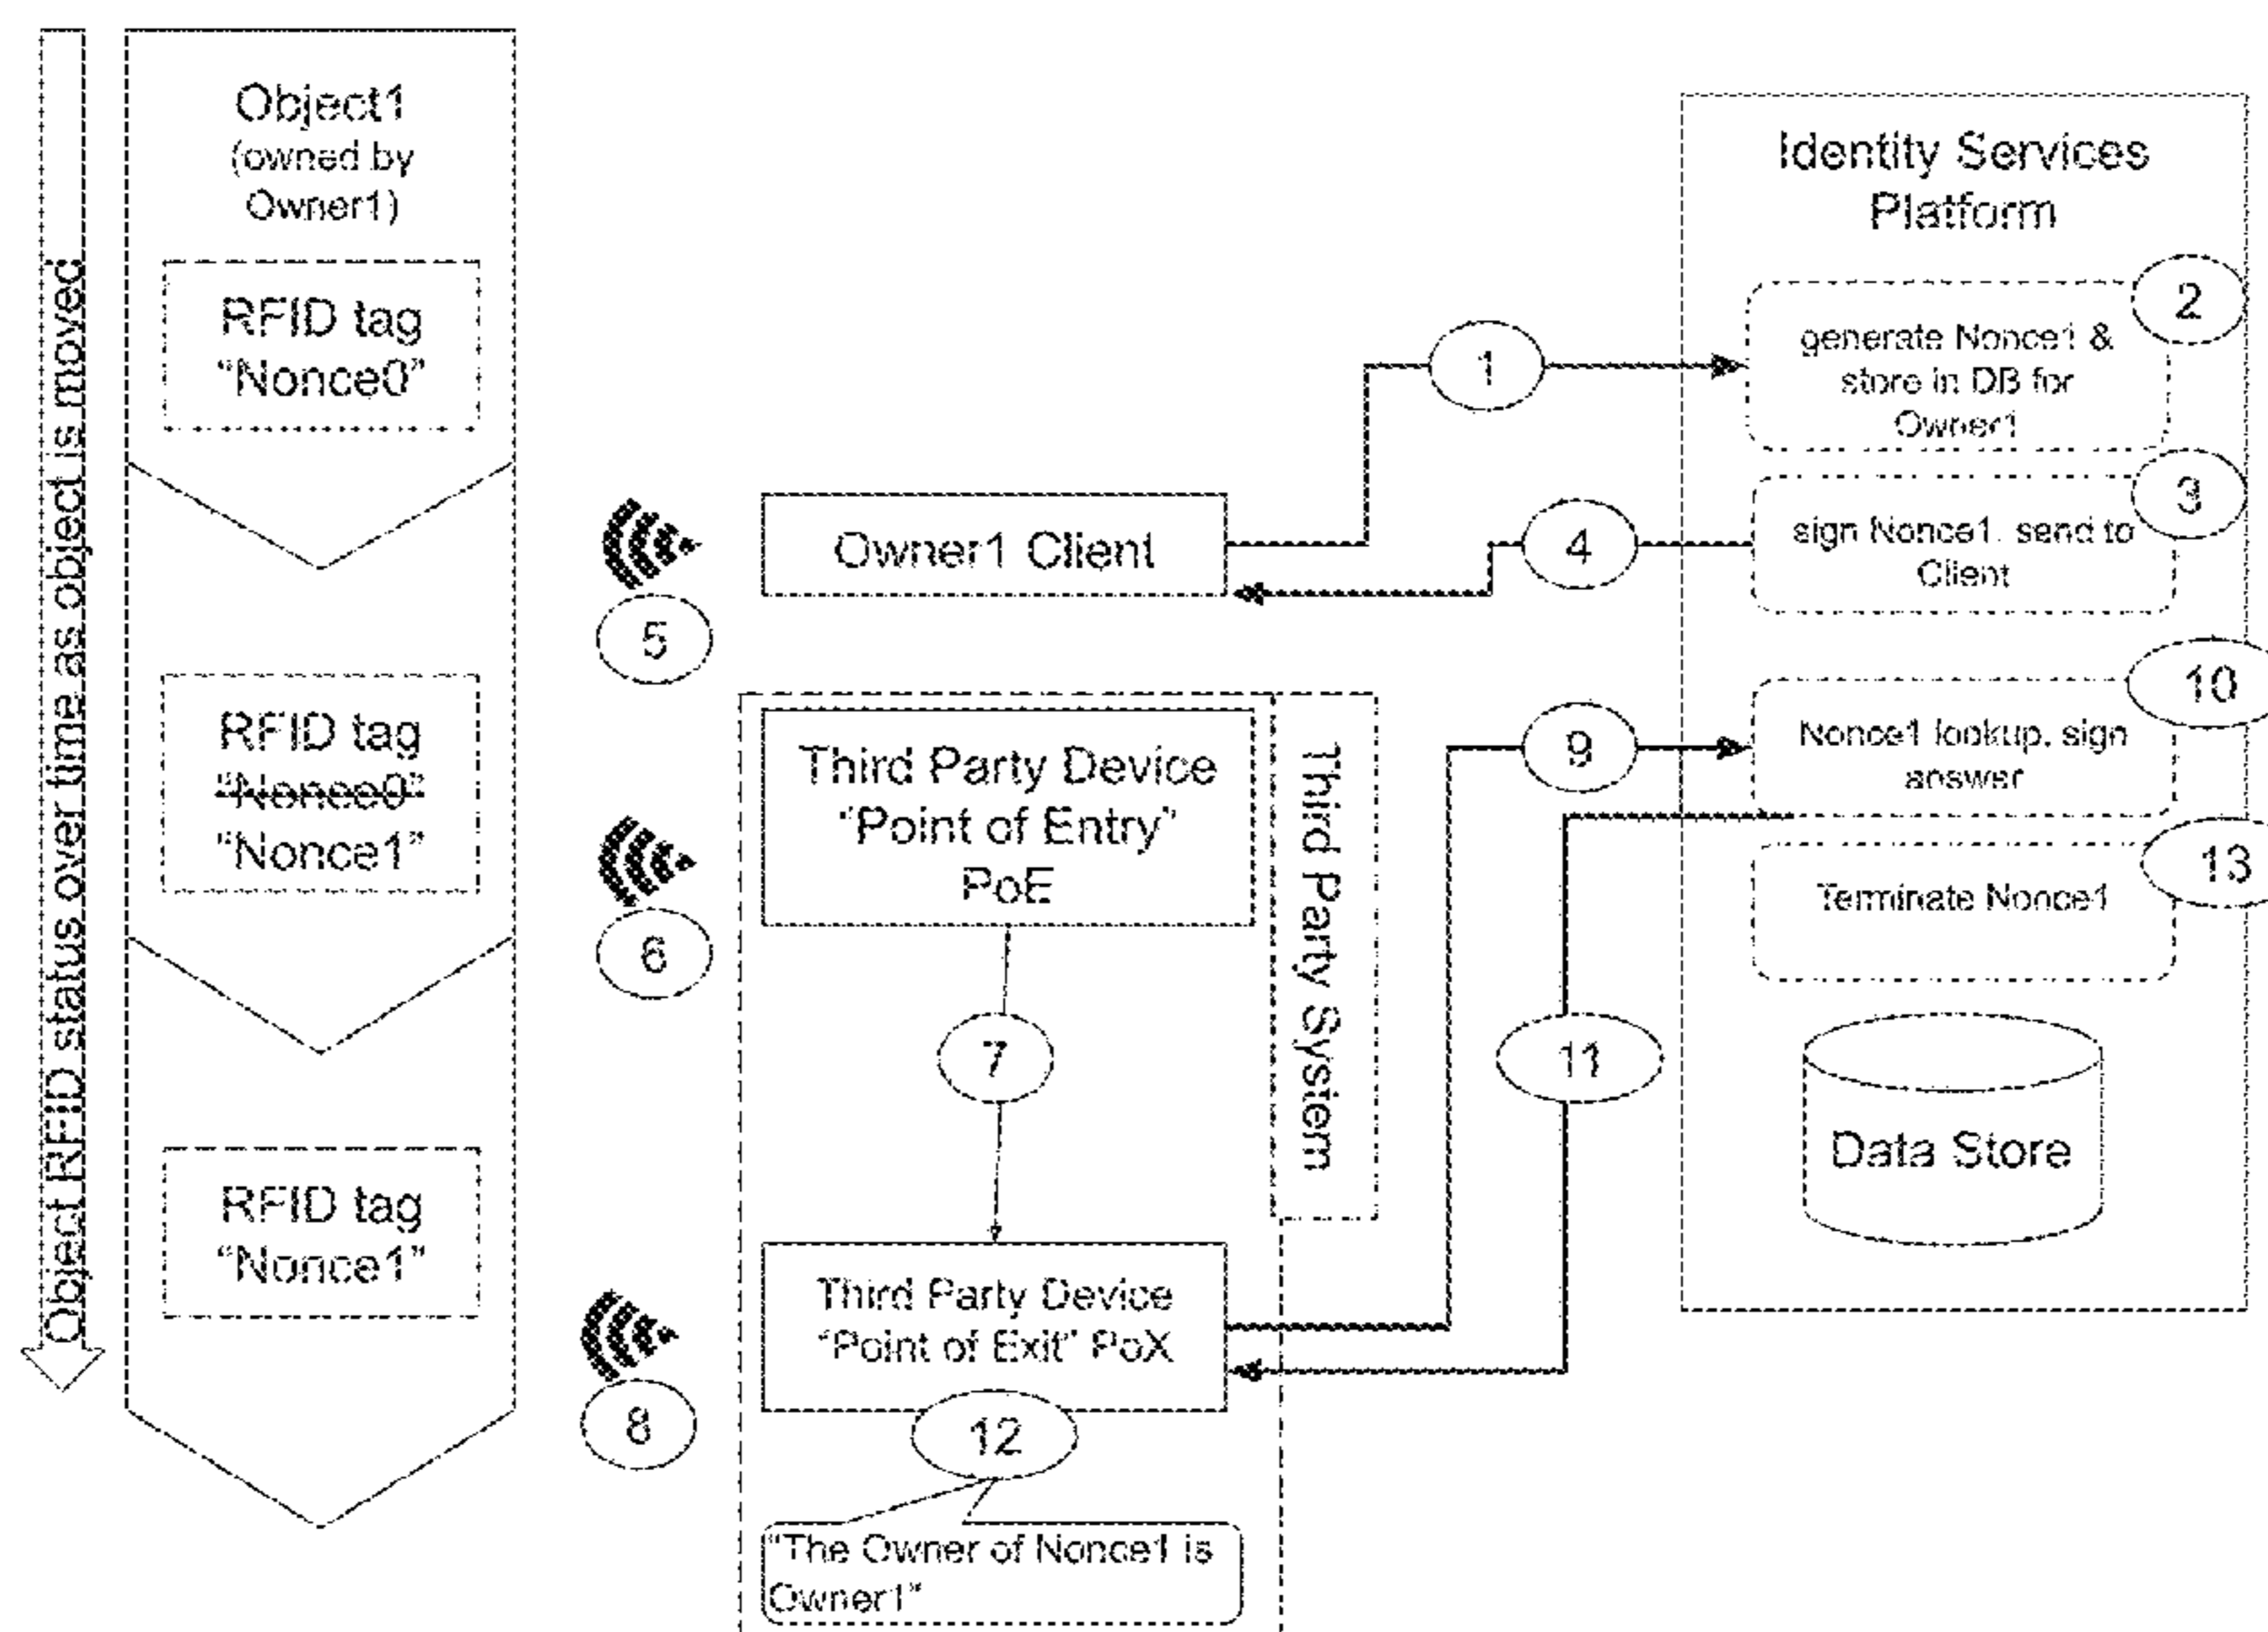 Object RFID status over time as object is moved
Object1
(owned by
Owner1)
RFID tag
“Nonce0”
RFID tag
“Nonce0”
“Nonce1”
RFID tag
“Nonce1”
5
6
8
Owner1 Client
Third Party Device
“Point of Entry”
PoE
7
Third Party System
Third Party Device
“Point of Exit” PoX
12
“The Owner of Nonce1 is
Owner1”
1
4
9
11
Identity Services
Platform
2
generate Nonce1 &
store in DB for
Owner1
3
sign Nonce1, send to
Client
10
Nonce1 lookup, sign
answer
13
Terminate Nonce1
Data Store